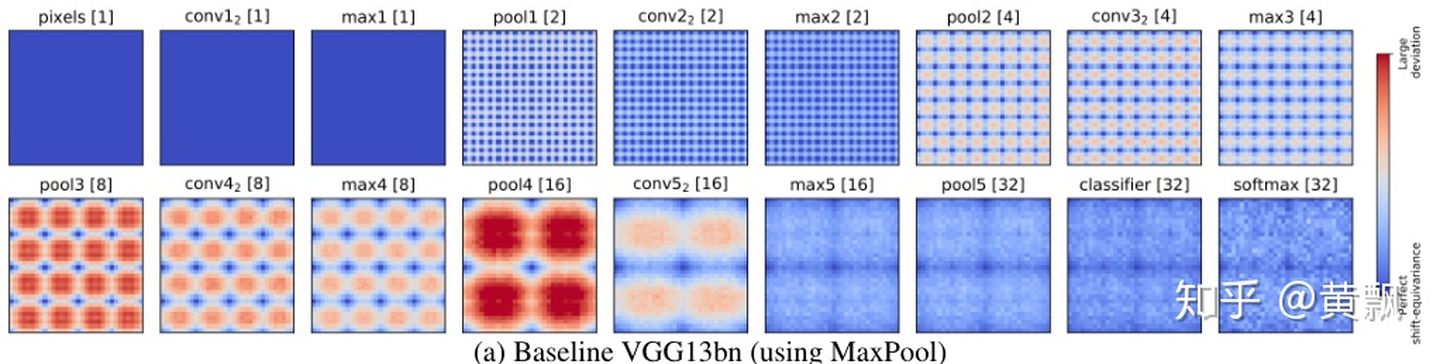 pixels [1] conv1₂ [1] max1 [1] pool1 [2] conv2₂ [2] max2 [2] pool2 [4] conv3₂ [4] max3 [4]
Large
deviation
pool3 [8] conv4₂ [8] max4 [8] pool4 [16] conv5₂ [16] max5 [16] pool5 [32] classifier [32] softmax [32]
Perfect
shift-equivariance
知乎 @黄飘
(a) Baseline VGG13bn (using MaxPool)